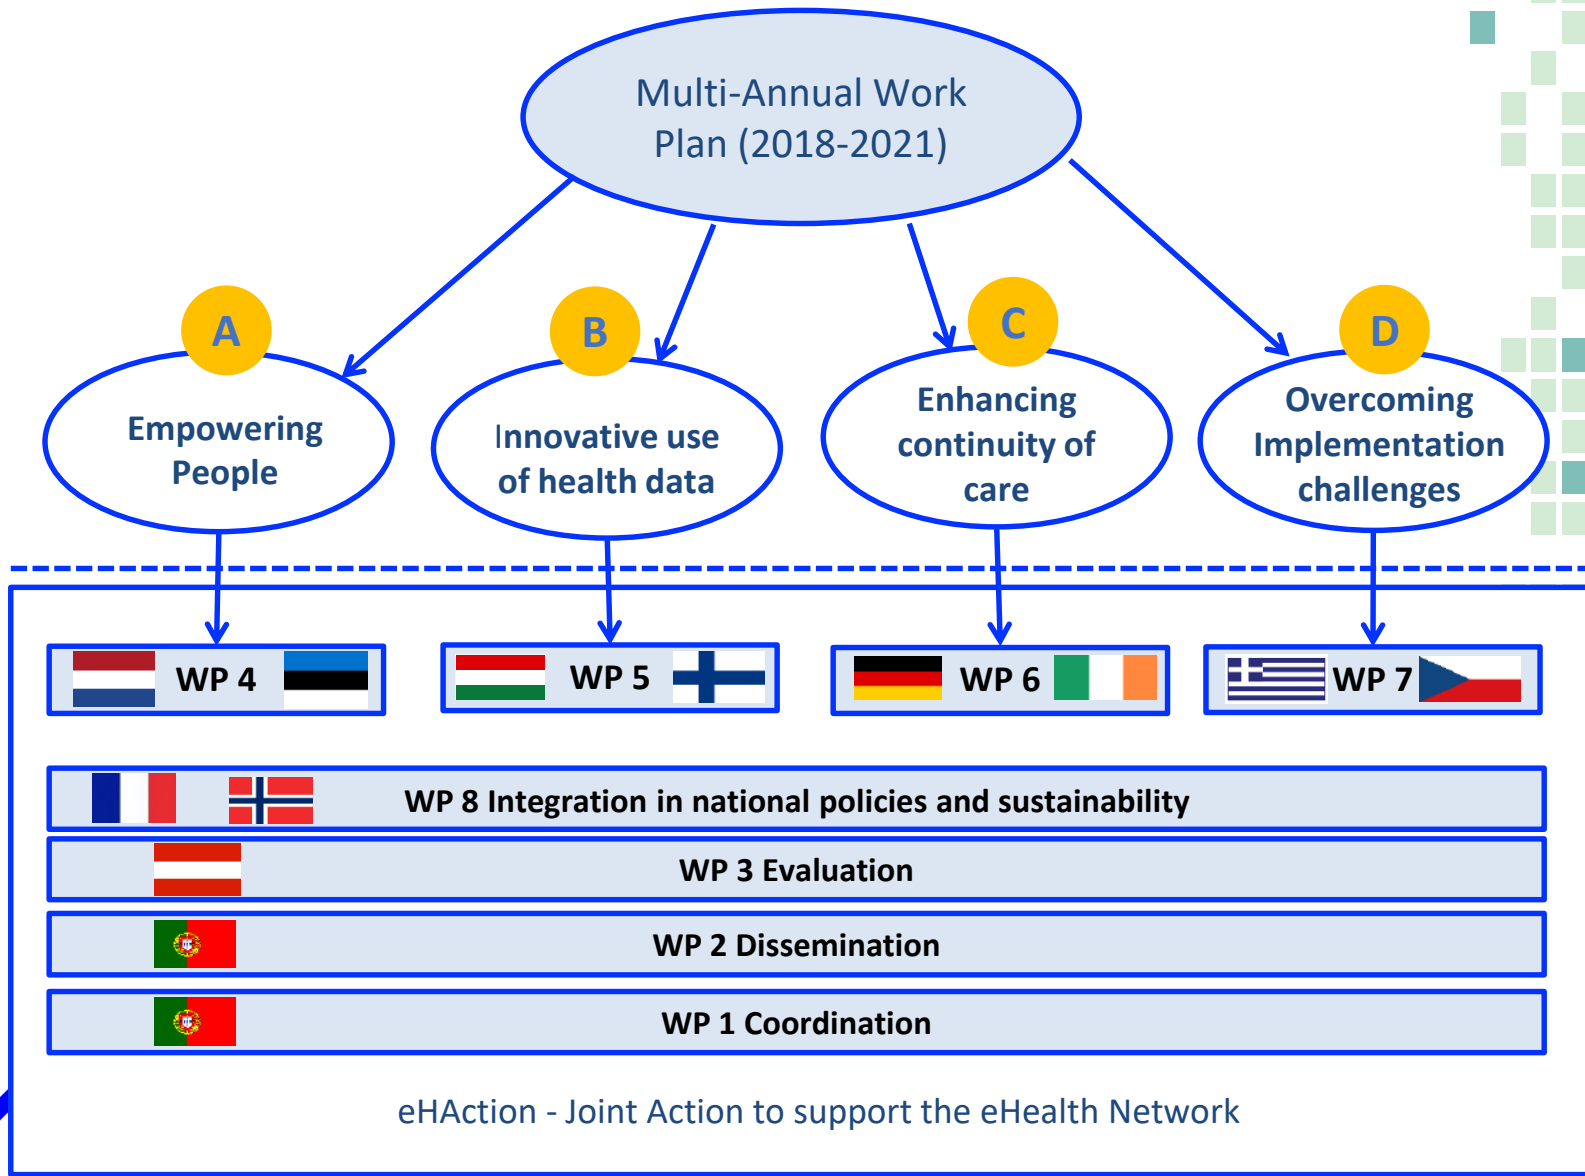 Multi-Annual Work
Plan (2018-2021)
A
B
C
D
Empowering
People
Innovative use
of health data
Enhancing
continuity of
care
Overcoming
Implementation
challenges
WP 4
WP 5
WP 6
WP 7
WP 8 Integration in national policies and sustainability
WP 3 Evaluation
WP 2 Dissemination
WP 1 Coordination
eHAction - Joint Action to support the eHealth Network